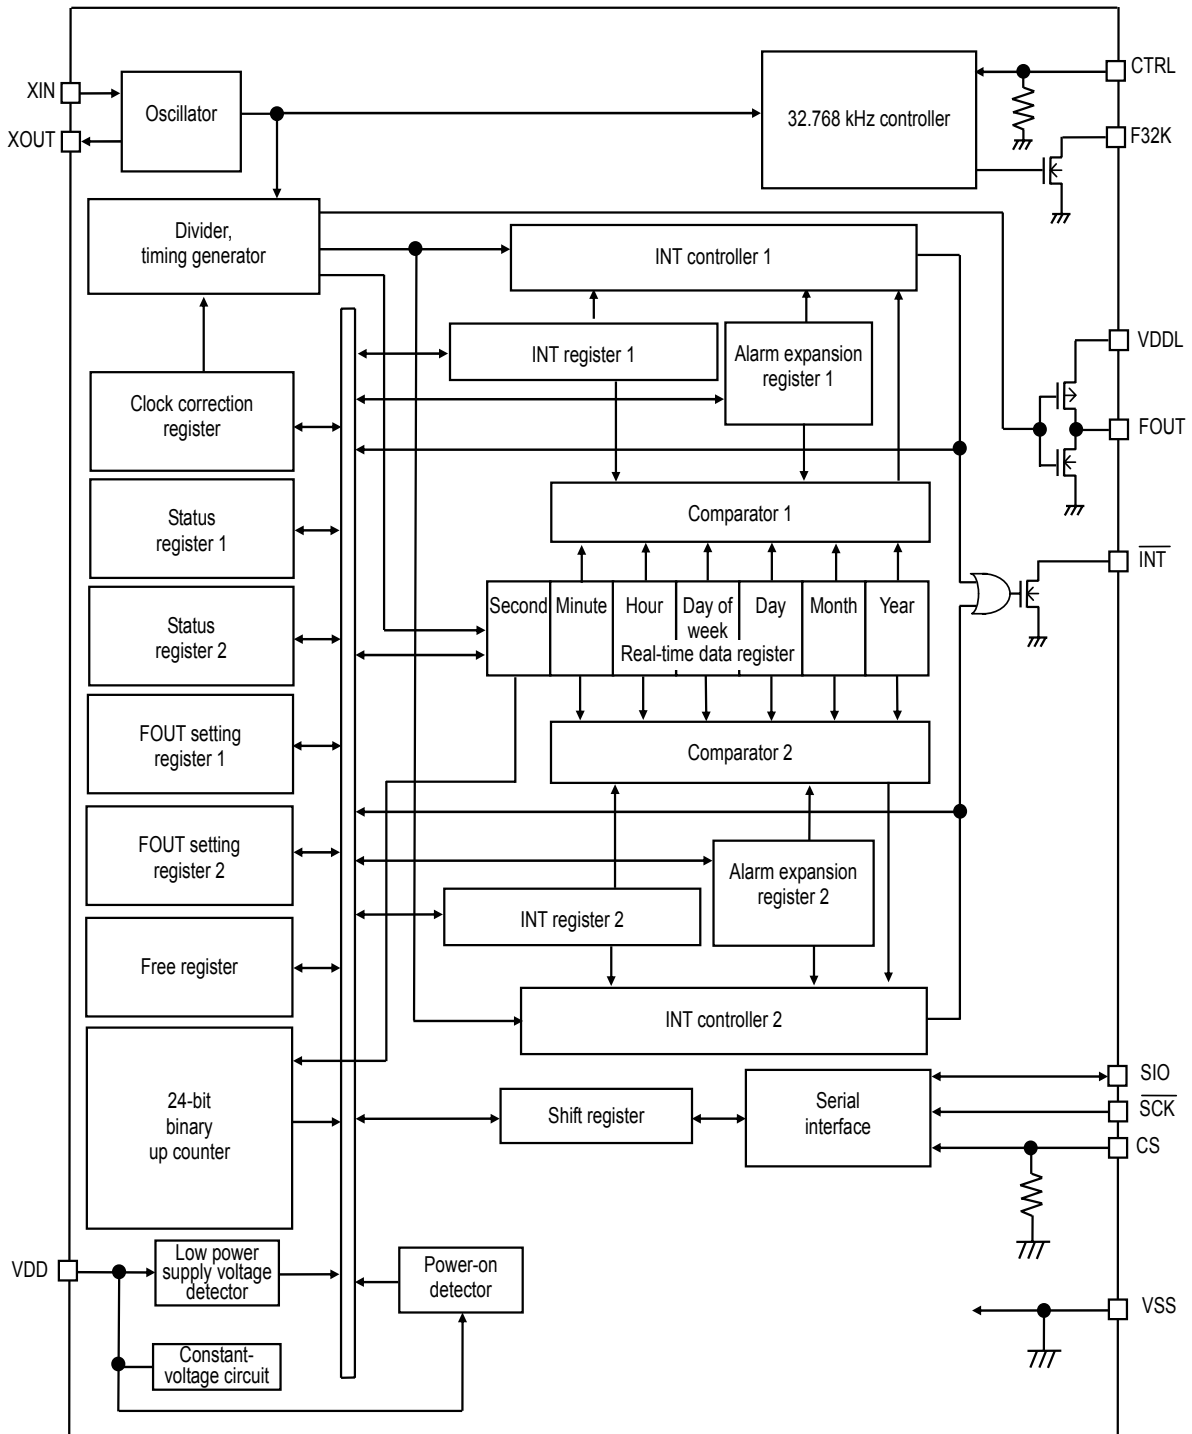 XIN
XOUT
Oscillator
32.768 kHz controller
CTRL
F32K
Divider,
timing generator
INT controller 1
INT register 1
Alarm expansion
register 1
VDDL
FOUT
Clock correction
register
Status
register 1
Comparator 1
INT
Second
Minute
Hour
Day of
week
Day
Month
Year
Real-time data register
Status
register 2
FOUT setting
register 1
Comparator 2
FOUT setting
register 2
Alarm expansion
register 2
INT register 2
Free register
INT controller 2
24-bit
binary
up counter
Shift register
Serial
interface
SIO
SCK
CS
VDD
Low power
supply voltage
detector
Power-on
detector
VSS
Constant-
voltage circuit